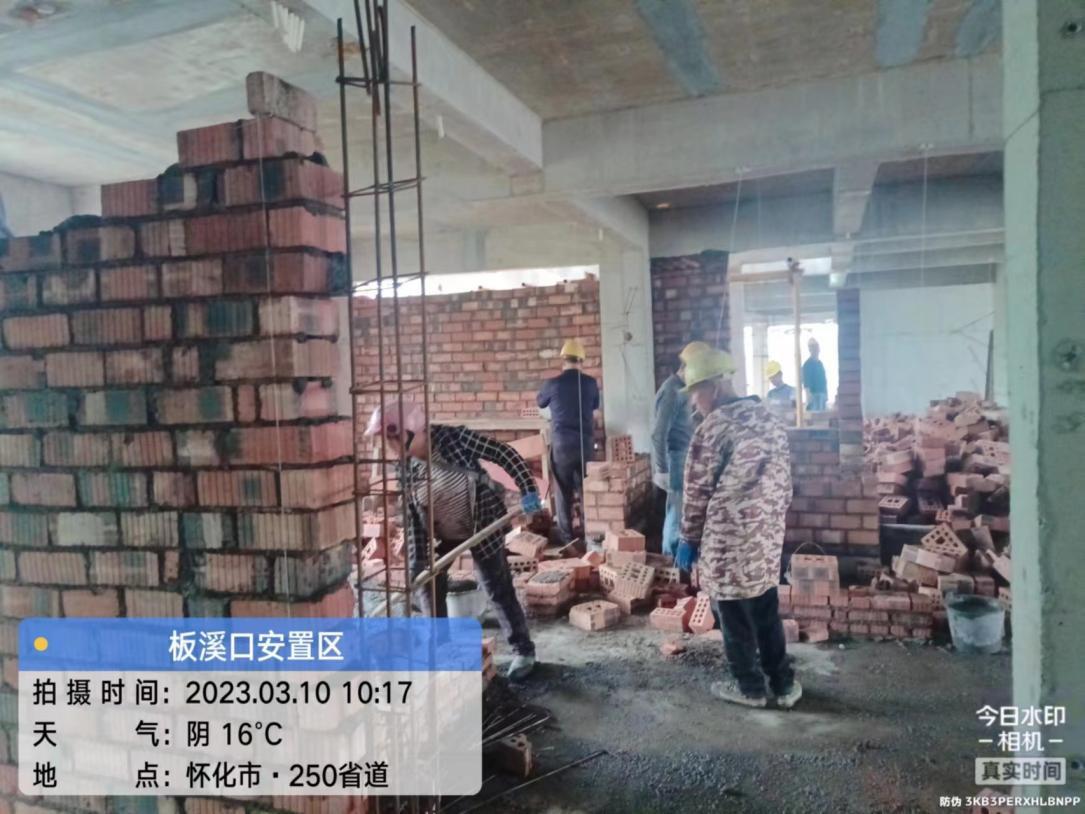 板溪口安置区
拍摄时间：2023.03.10 10:17
天气：阴 16°C
地点：怀化市·250省道
今日水印
-相机-
真实时间
防伪 3KB3PERXHLBNPP